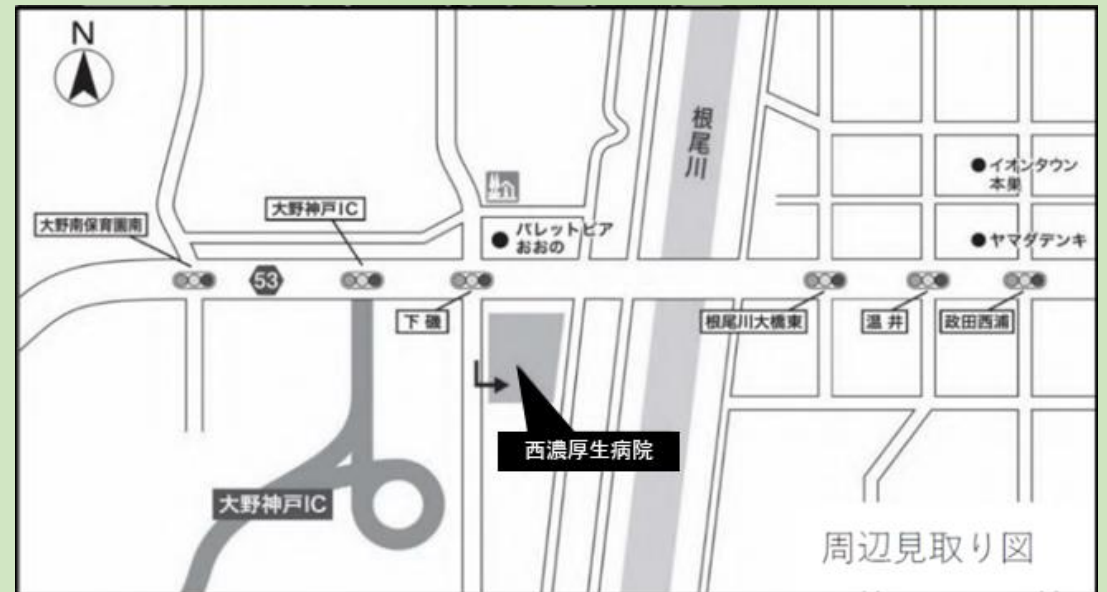 N
根尾川
イオンタウン
本巣
大野神戸IC
大野南保育園南
パレットピア
おおの
ヤマダデンキ
53
下磯
根尾川大橋東
温井
政田西浦
西濃厚生病院
大野神戸IC
周辺見取り図